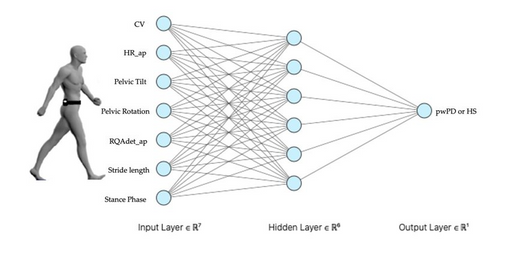 CV
HR_ap
Pelvic Tilt
Pelvic Rotation
RQAdet_ap
Stride length
Stance Phase
pwPD or HS
Input Layer ∈ ℝ⁷
Hidden Layer ∈ ℝ⁶
Output Layer ∈ ℝ¹